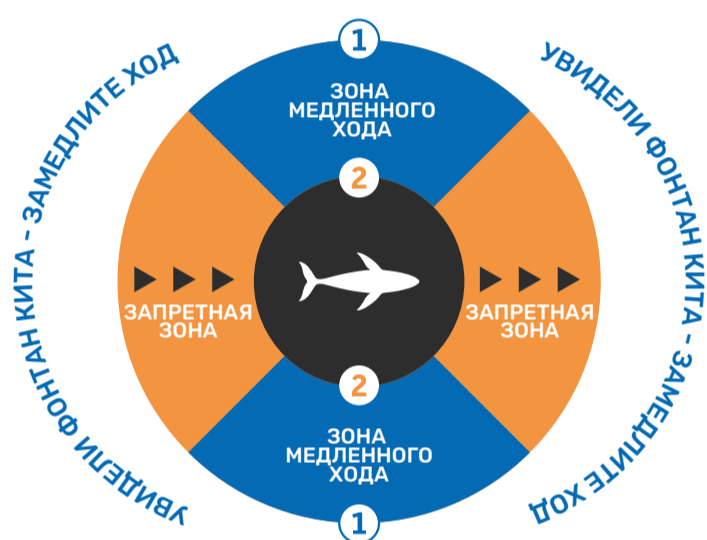 УВИДЕЛИ ФОНТАН КИТА - ЗАМЕДЛИТЕ ХОД
УВИДЕЛИ ФОНТАН КИТА - ЗАМЕДЛИТЕ ХОД
1
ЗОНА
МЕДЛЕННОГО
ХОДА
2
ЗАПРЕТНАЯ
ЗОНА
ЗАПРЕТНАЯ
ЗОНА
2
ЗОНА
МЕДЛЕННОГО
ХОДА
1